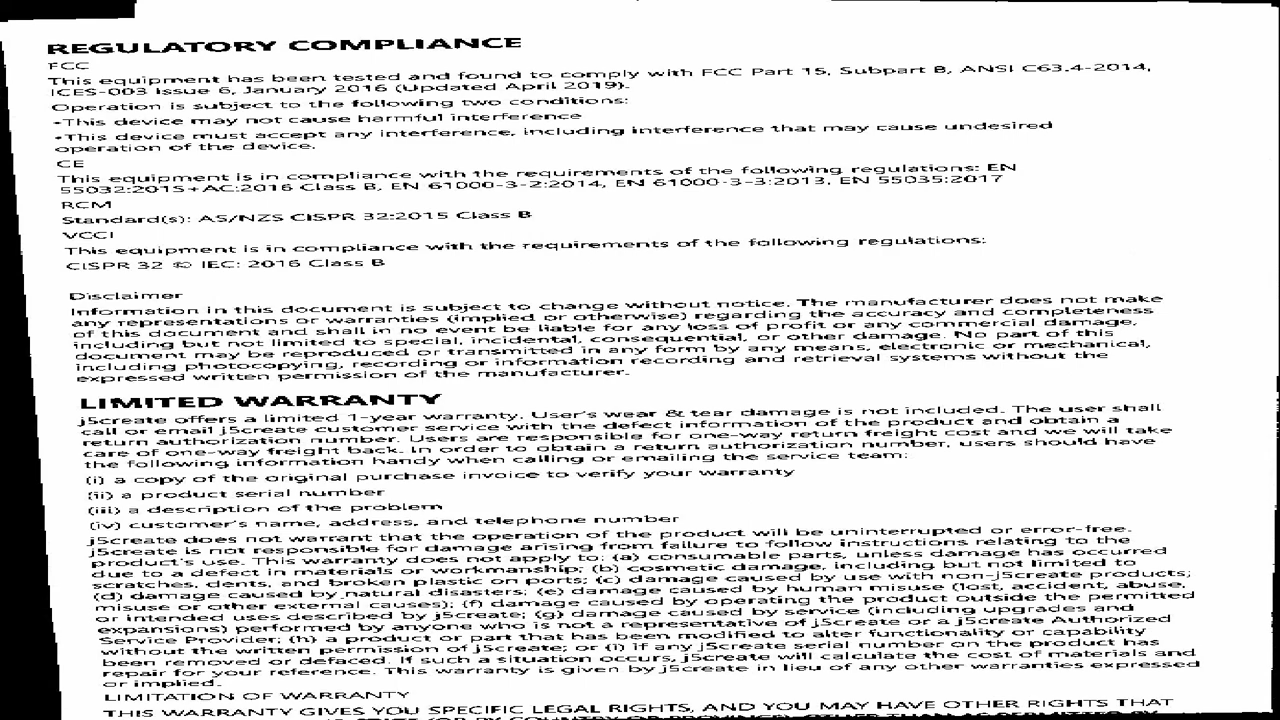 REGULATORY COMPLIANCE
FCC
This equipment has been tested and found to comply with FCC Part 15, Subpart B, ANSI C63.4-2014,
ICES-003 Issue 6, January 2016 (Updated April 2019).
Operation is subject to the following two conditions:
•This device may not cause harmful interference
•This device must accept any interference, including interference that may cause undesired
operation of the device.
CE
This equipment is in compliance with the requirements of the following regulations: EN
55032:2015+AC:2016 Class B, EN 61000-3-2:2014, EN 61000-3-3:2013, EN 55035:2017
RCM
Standard(s): AS/NZS CISPR 32:2015 Class B
VCCI
This equipment is in compliance with the requirements of the following regulations:
CISPR 32 © IEC: 2016 Class B
Disclaimer
Information in this document is subject to change without notice. The manufacturer does not make
any representations or warranties (implied or otherwise) regarding the accuracy and completeness
of this document and shall in no event be liable for any loss of profit or any commercial damage,
including but not limited to special, incidental, consequential, or other damage. No part of this
document may be reproduced or transmitted in any form by any means, electronic or mechanical,
including photocopying, recording or information recording and retrieval systems without the
expressed written permission of the manufacturer.
LIMITED WARRANTY
j5create offers a limited 1-year warranty. User's wear & tear damage is not included. The user shall
call or email j5create customer service with the defect information of the product and obtain a
return authorization number. Users are responsible for one-way return freight cost and we will take
care of one-way freight back. In order to obtain a return authorization number, users should have
the following information handy when calling or emailing the service team:
(i) a copy of the original purchase invoice to verify your warranty
(ii) a product serial number
(iii) a description of the problem
(iv) customer's name, address, and telephone number
j5create does not warrant that the operation of the product will be uninterrupted or error-free.
j5create is not responsible for damage arising from failure to follow instructions relating to the
product's use. This warranty does not apply to: (a) consumable parts, unless damage has occurred
due to a defect in materials or workmanship; (b) cosmetic damage, including but not limited to
scratches, dents, and broken plastic on ports; (c) damage caused by use with non-j5create products;
(d) damage caused by natural disasters; (e) damage caused by human misuse (lost, accident, abuse,
misuse or other external causes); (f) damage caused by operating the product outside the permitted
or intended uses described by j5create; (g) damage caused by service (including upgrades and
expansions) performed by anyone who is not a representative of j5create or a j5create Authorized
Service Provider; (h) a product or part that has been modified to alter functionality or capability
without the written permission of j5create; or (i) if any j5create serial number on the product has
been removed or defaced. If such a situation occurs, j5create will calculate the cost of materials and
repair for your reference. This warranty is given by j5create in lieu of any other warranties expressed
or implied.
LIMITATION OF WARRANTY
THIS WARRANTY GIVES YOU SPECIFIC LEGAL RIGHTS, AND YOU MAY HAVE OTHER RIGHTS THAT